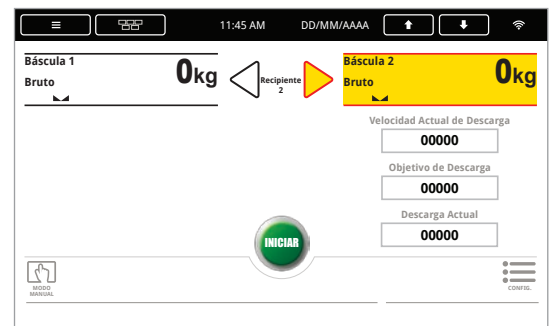 11:45 AM DD/MM/AAAA
Báscula 1
Bruto
0kg
Recipiente
2
Báscula 2
Bruto
0kg
Velocidad Actual de Descarga
00000
Objetivo de Descarga
00000
Descarga Actual
00000
INICIAR
MODO
MANUAL
CONFIG.